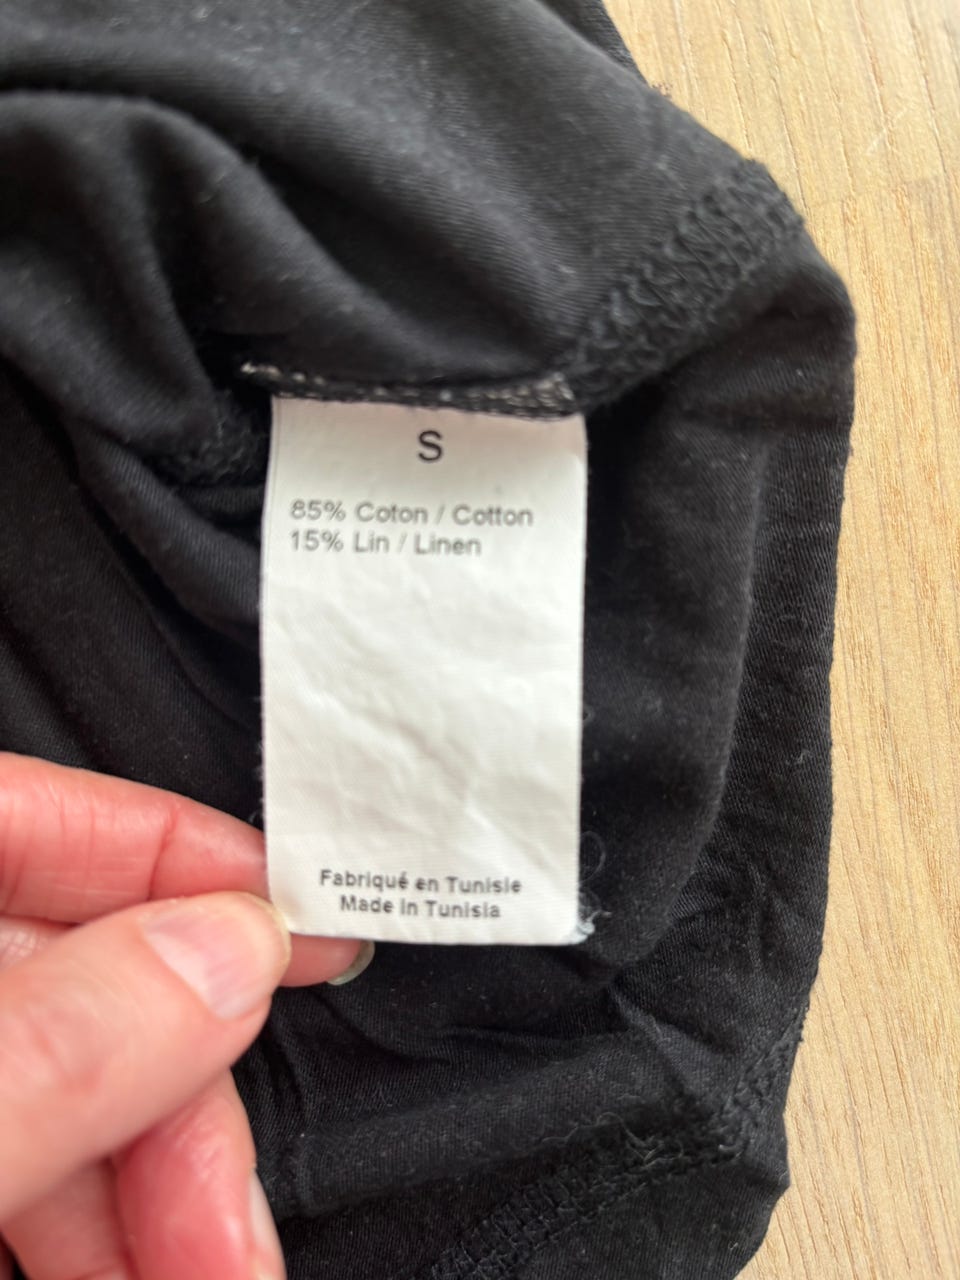 S
85% Coton / Cotton
15% Lin / Linen
Fabriqué en Tunisie
Made in Tunisia